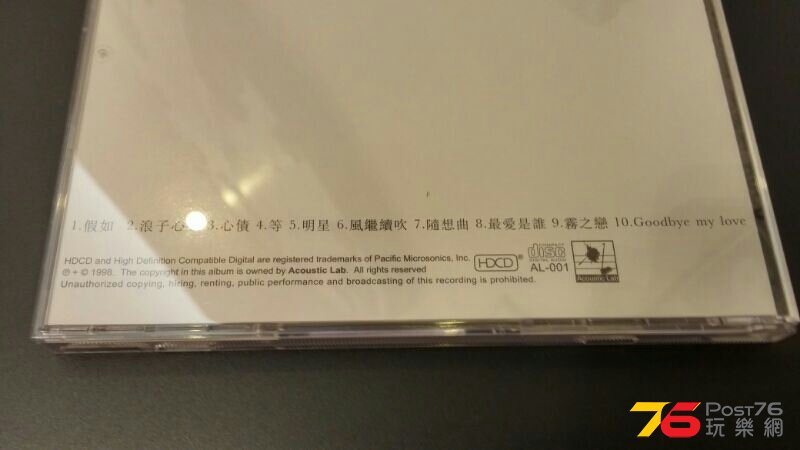 1.假如 2.浪子心 3.心債 4.等 5.明星 6.風繼續吹 7.隨想曲 8.最愛是誰 9.霧之戀 10.Goodbye my love
HDCD and High Definition Compatible Digital are registered trademarks of Pacific Microsonics, Inc.
℗ + © 1998. The copyright in this album is owned by Acoustic Lab. All rights reserved
Unauthorized copying, hiring, renting, public performance and broadcasting of this recording is prohibited.
HDCD®
COMPACT
disc
DIGITAL AUDIO
AL-001
Acoustic Lab
76 POST76
玩樂網